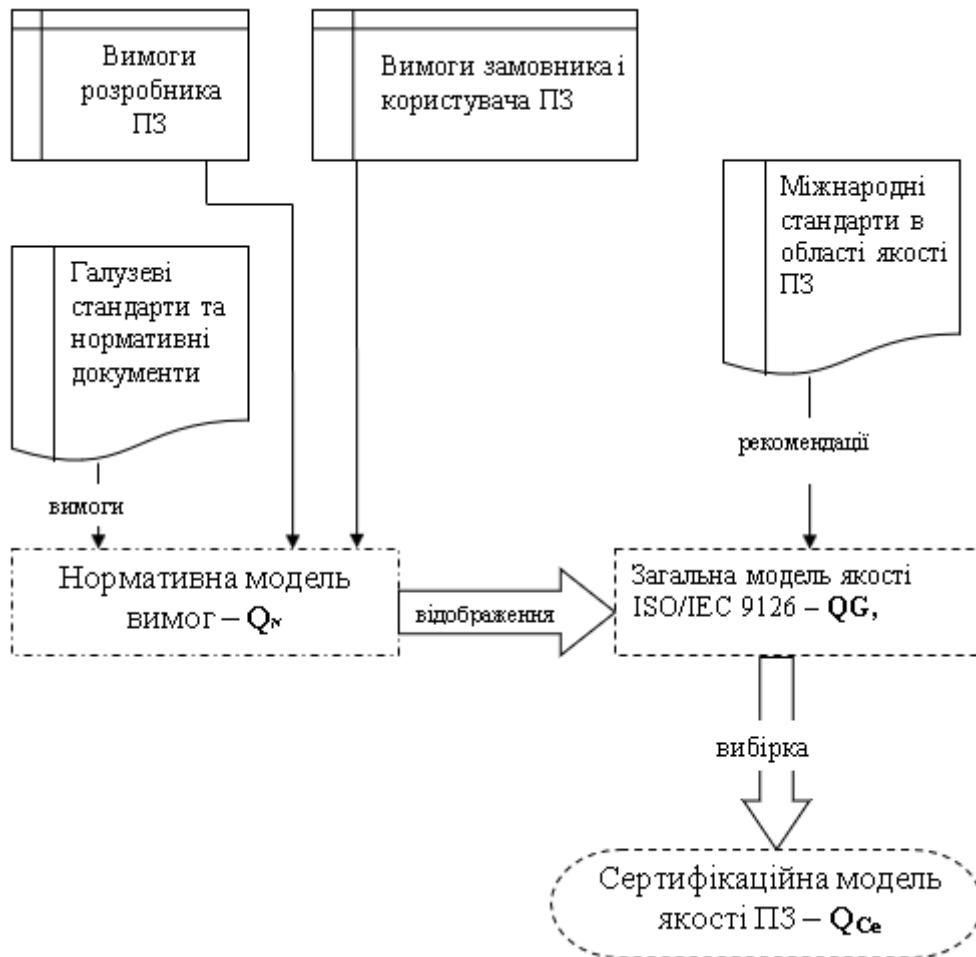 Вимоги
розробника
ПЗ
Вимоги замовника і
користувача ПЗ
Міжнародні
стандарти в
області якості
ПЗ
Галузеві
стандарти та
нормативні
документи
рекомендації
вимоги
Нормативна модель
вимог – QN
відображення
Загальна модель якості
ISO/IEC 9126 – QG,
вибірка
Сертифікаційна модель
якості ПЗ – QCe